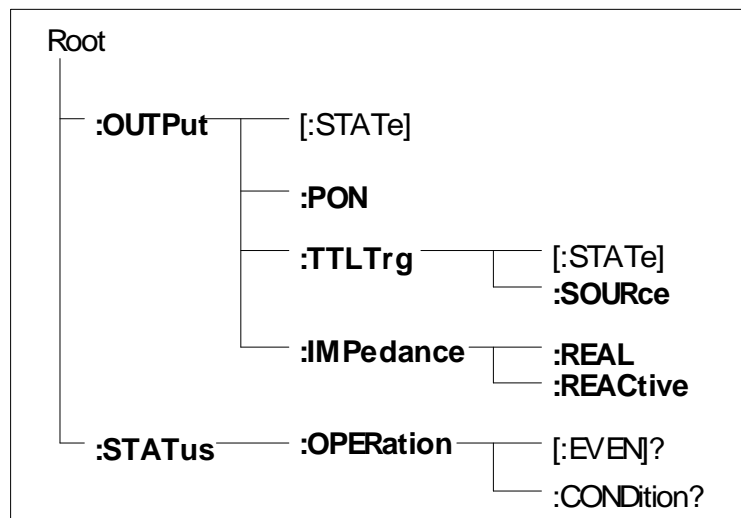 Root
:OUTPut [:STATe]
:PON
:TTLTrg [:STATe]
:SOURce
:IMPedance :REAL
:REACtive
:STATus :OPERation [:EVEN]?
:CONDition?